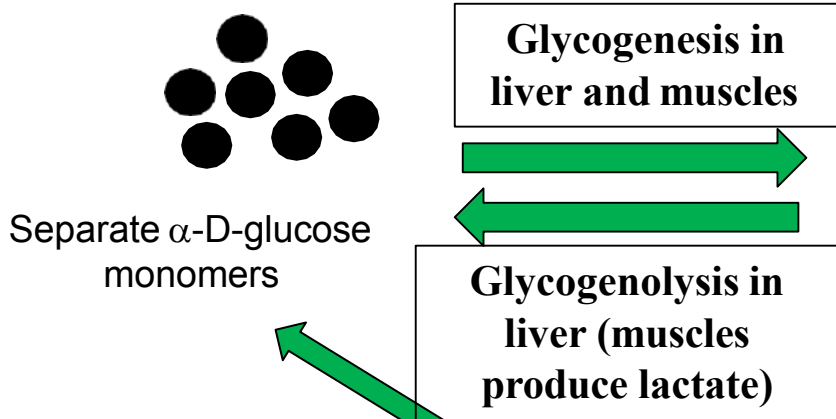 Glycogenesis in
liver and muscles
Separate α-D-glucose
monomers
Glycogenolysis in
liver (muscles
produce lactate)